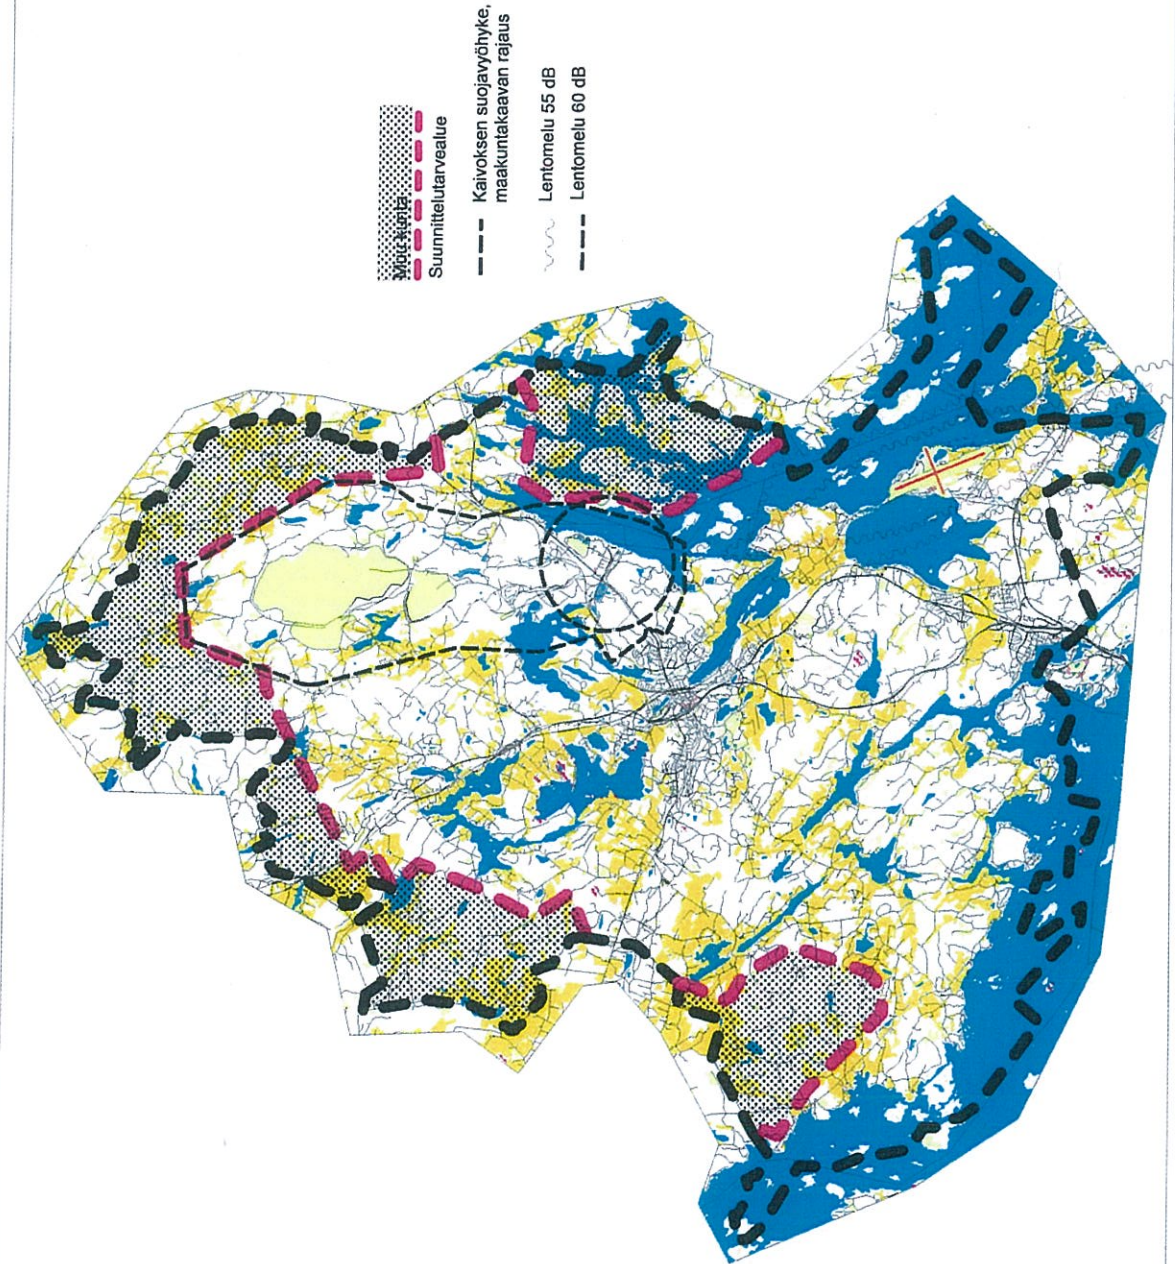 Muu kunta
Suunnittelutarvealue
Kaivoksen suojavyöhyke,
maakuntakaavan rajaus
Lentomelu 55 dB
Lentomelu 60 dB